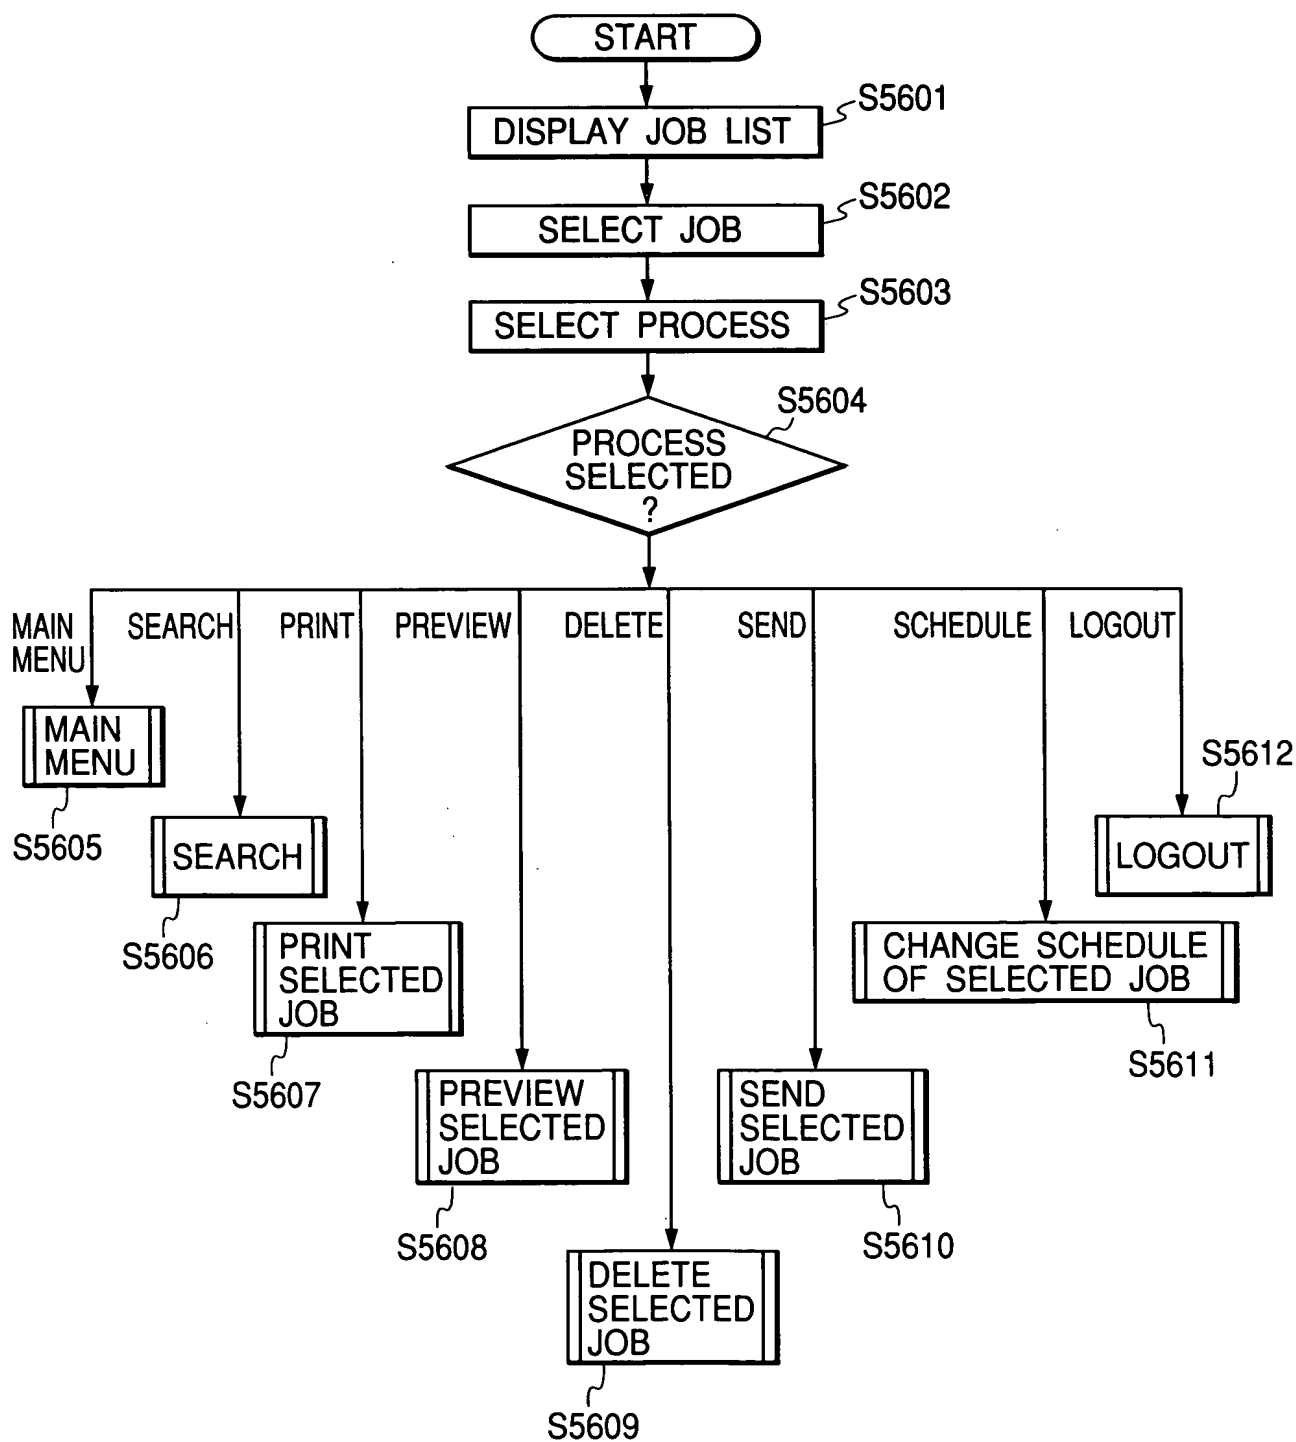 START
S5601
DISPLAY JOB LIST
S5602
SELECT JOB
S5603
SELECT PROCESS
S5604
PROCESS
SELECTED
?
MAIN
MENU
SEARCH
PRINT
PREVIEW
DELETE
SEND
SCHEDULE
LOGOUT
MAIN
MENU
S5605
SEARCH
S5606
PRINT
SELECTED
JOB
S5607
PREVIEW
SELECTED
JOB
S5608
DELETE
SELECTED
JOB
S5609
SEND
SELECTED
JOB
S5610
CHANGE SCHEDULE
OF SELECTED JOB
S5611
S5612
LOGOUT